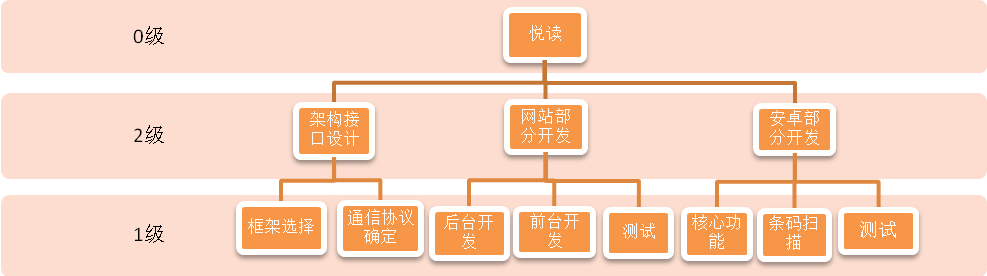 0级
悦读
2级
架构接
口设计
网站部
分开发
安卓部
分开发
1级
框架选择
通信协议
确定
后台开
发
前台开
发
测试
核心功
能
条码扫
描
测试